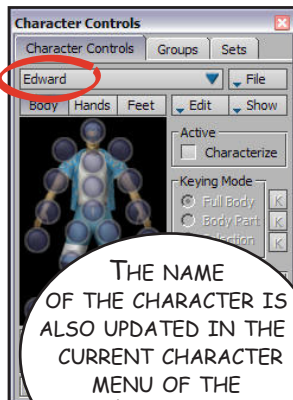 Character Controls
Character Controls Groups Sets
Edward File
Body Hands Feet Edit Show
Active
Characterize
Keying Mode
Full Body K
Body Part K
K
THE NAME
OF THE CHARACTER IS
ALSO UPDATED IN THE
CURRENT CHARACTER
MENU OF THE